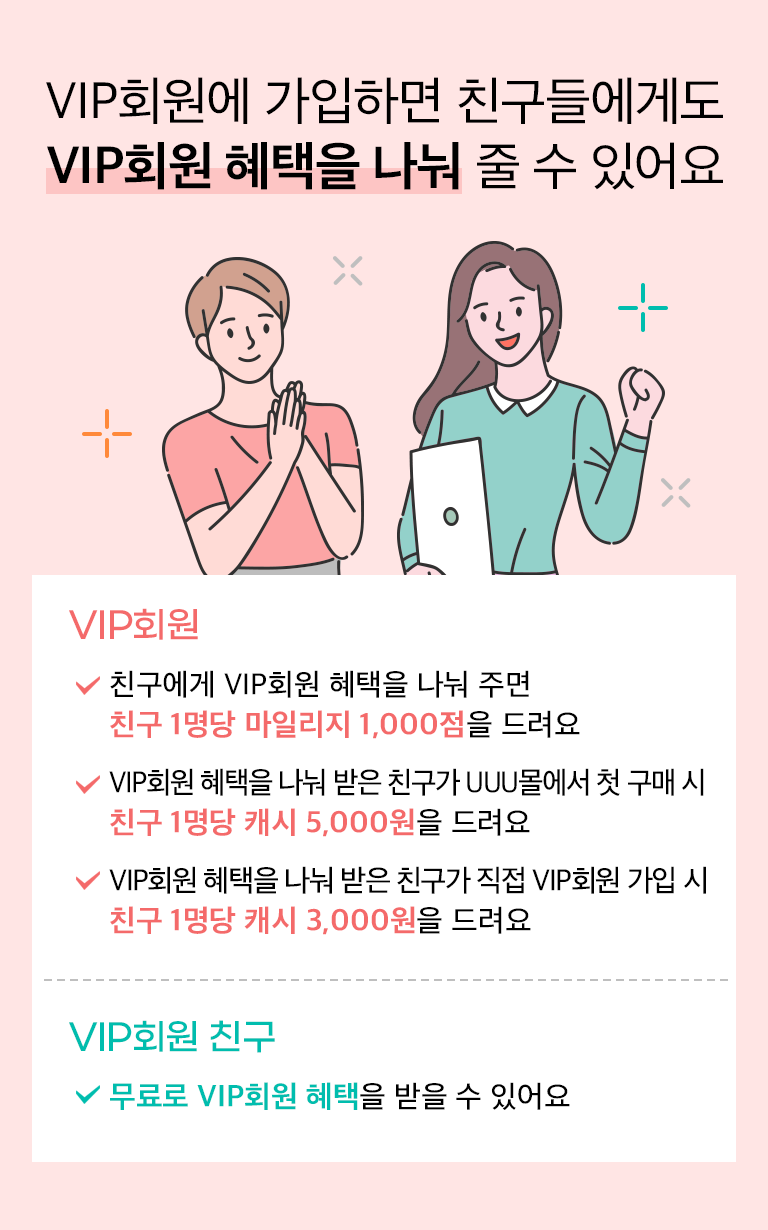 VIP회원에 가입하면 친구들에게도
VIP회원 혜택을 나눠 줄 수 있어요
VIP회원
친구에게 VIP회원 혜택을 나눠 주면
친구 1명당 마일리지 1,000점을 드려요
VIP회원 혜택을 나눠 받은 친구가 UUU몰에서 첫 구매 시
친구 1명당 캐시 5,000원을 드려요
VIP회원 혜택을 나눠 받은 친구가 직접 VIP회원 가입 시
친구 1명당 캐시 3,000원을 드려요
VIP회원 친구
무료로 VIP회원 혜택을 받을 수 있어요